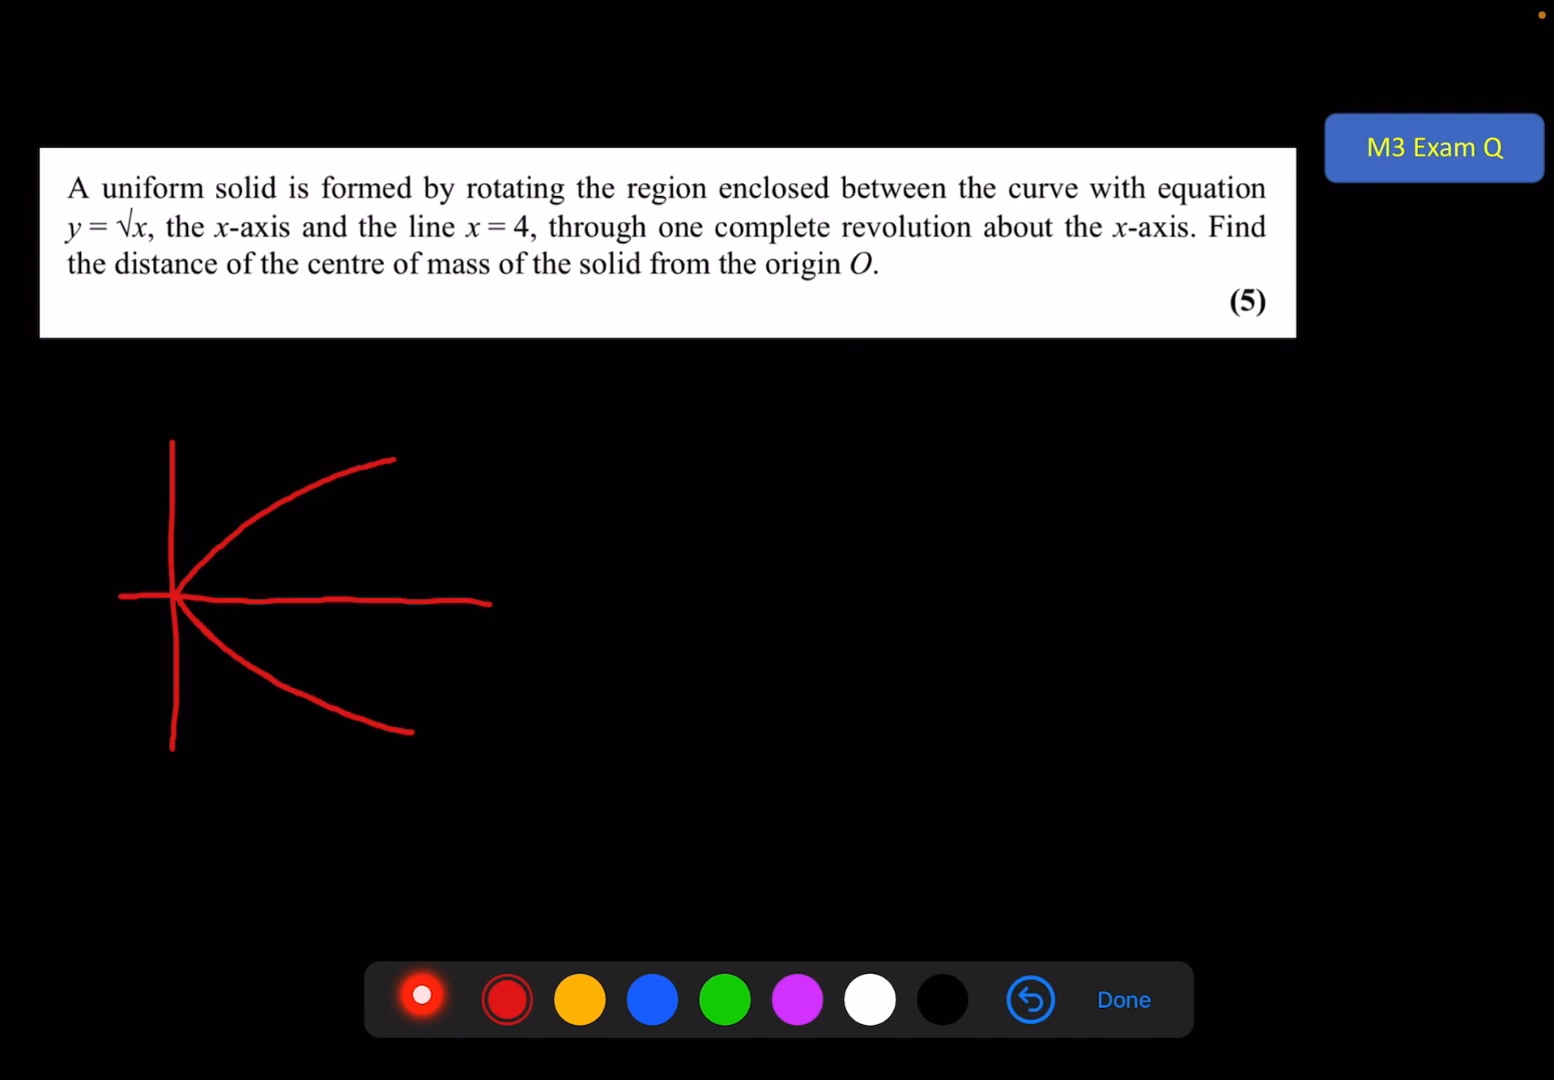 M3 Exam Q
A uniform solid is formed by rotating the region enclosed between the curve with equation
y = √x, the x-axis and the line x = 4, through one complete revolution about the x-axis. Find
the distance of the centre of mass of the solid from the origin O.
(5)
Done